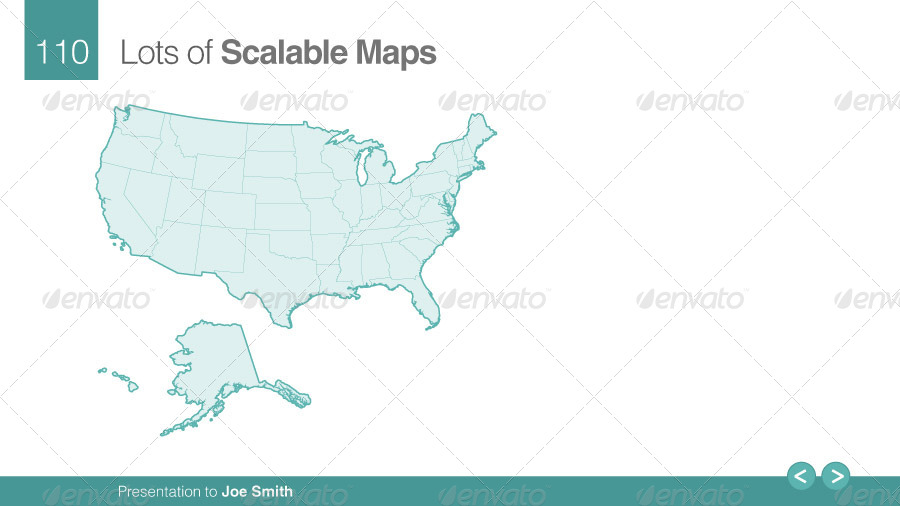 110
Lots of Scalable Maps
envato envato envato envato envato
envato envato envato envato envato
Presentation to Joe Smith
< >
envato envato envato envato envato